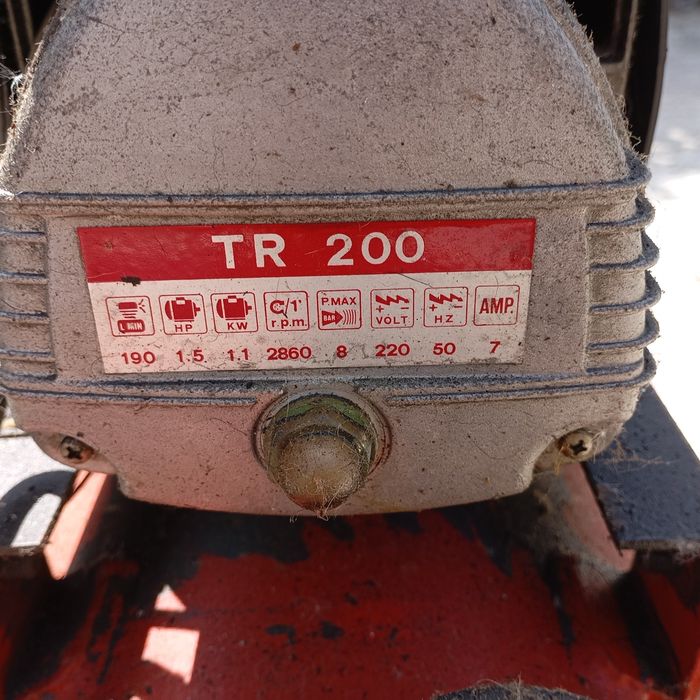 TR 200
L MIN HP KW C/1' r.p.m. P.MAX BAR VOLT HZ AMP.
190 1.5 1.1 2860 8 220 50 7